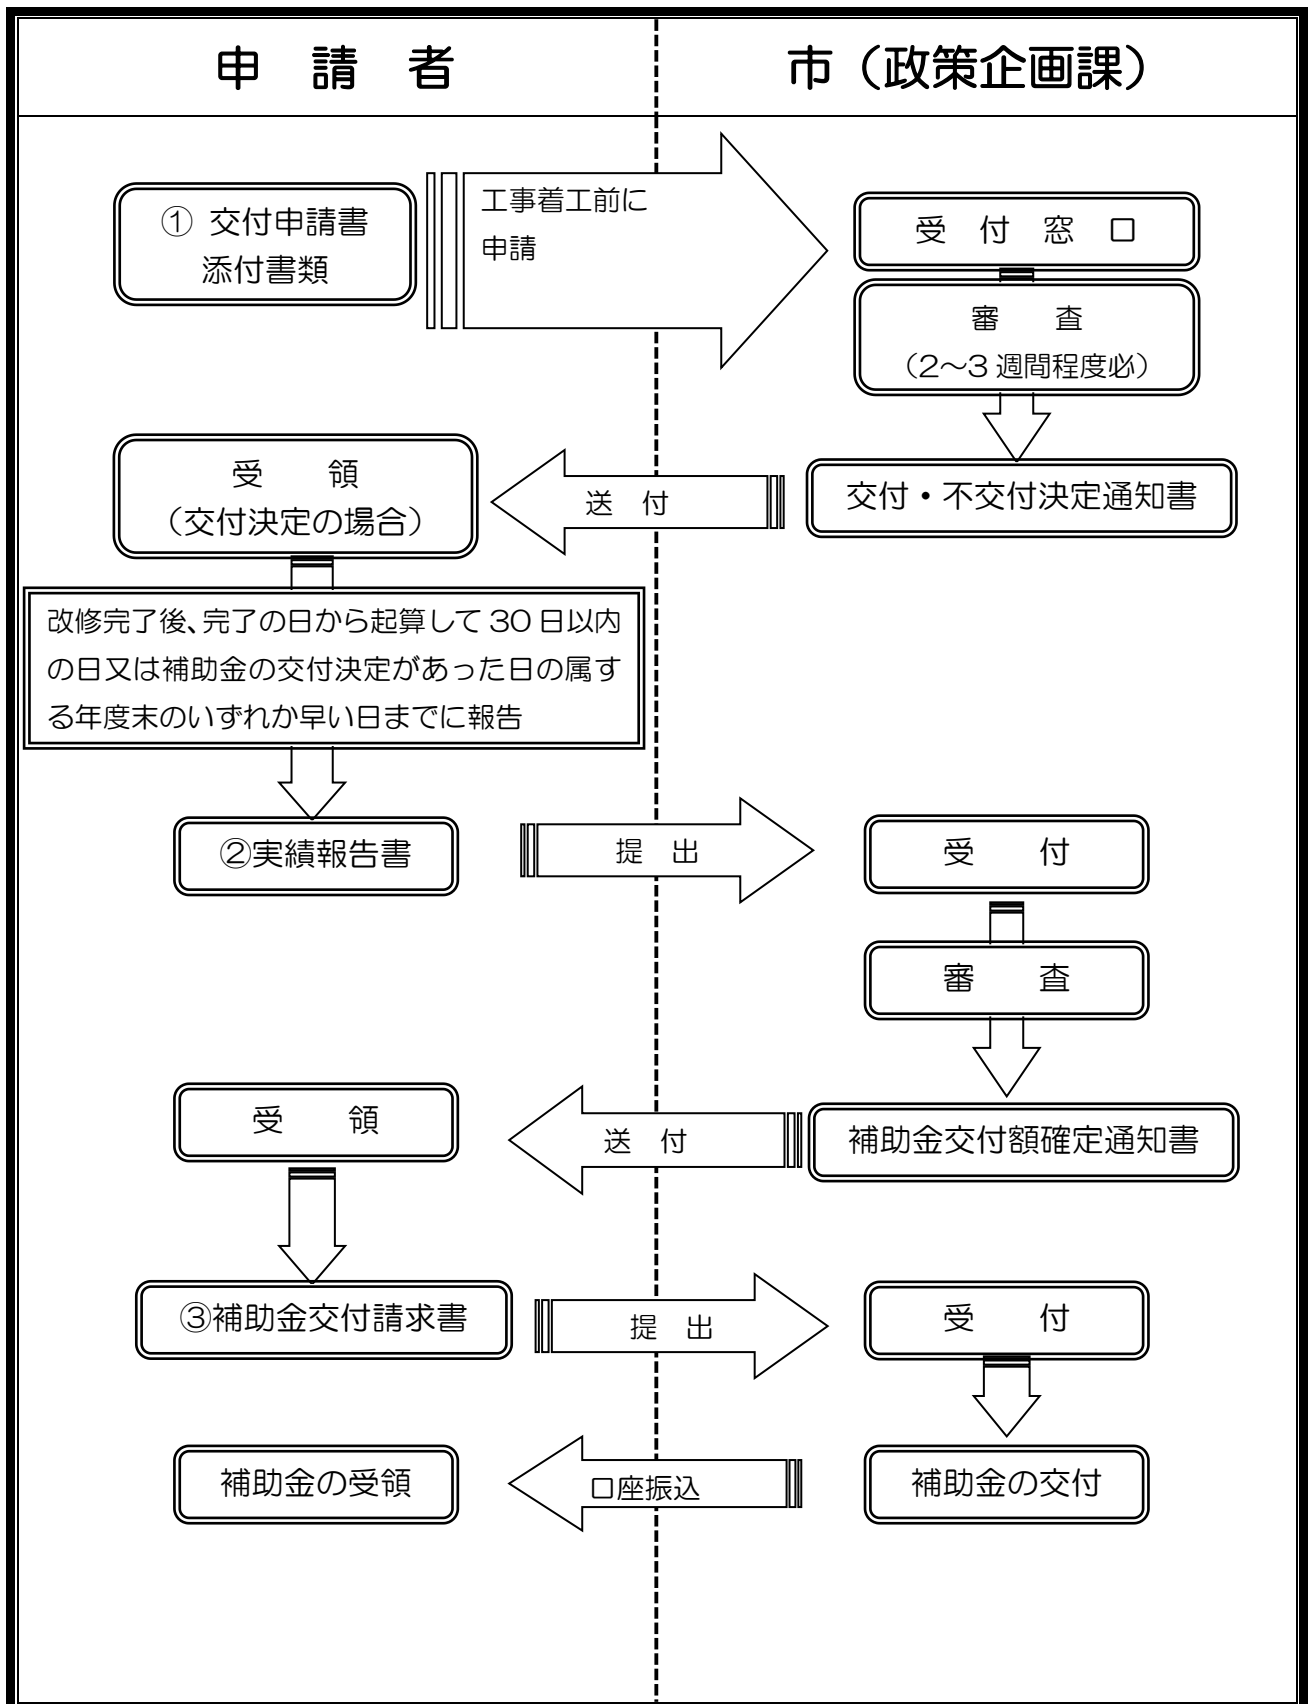 申　請　者
市（政策企画課）
① 交付申請書
添付書類
工事着工前に
申請
受　付　窓　口
審　　査
（2～3 週間程度必）
交付・不交付決定通知書
送　付
受　　領
（交付決定の場合）
改修完了後、完了の日から起算して 30 日以内
の日又は補助金の交付決定があった日の属す
る年度末のいずれか早い日までに報告
②実績報告書
提　出
受　　付
審　　査
補助金交付額確定通知書
送　付
受　　領
③補助金交付請求書
提　出
受　　付
補助金の交付
口座振込
補助金の受領